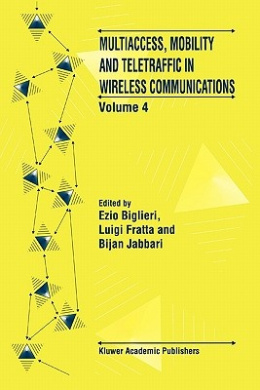 MULTIACCESS, MOBILITY
AND TELETRAFFIC IN
WIRELESS COMMUNICATIONS
Volume 4
Edited by
Ezio Biglieri,
Luigi Fratta and
Bijan Jabbari
Kluwer Academic Publishers